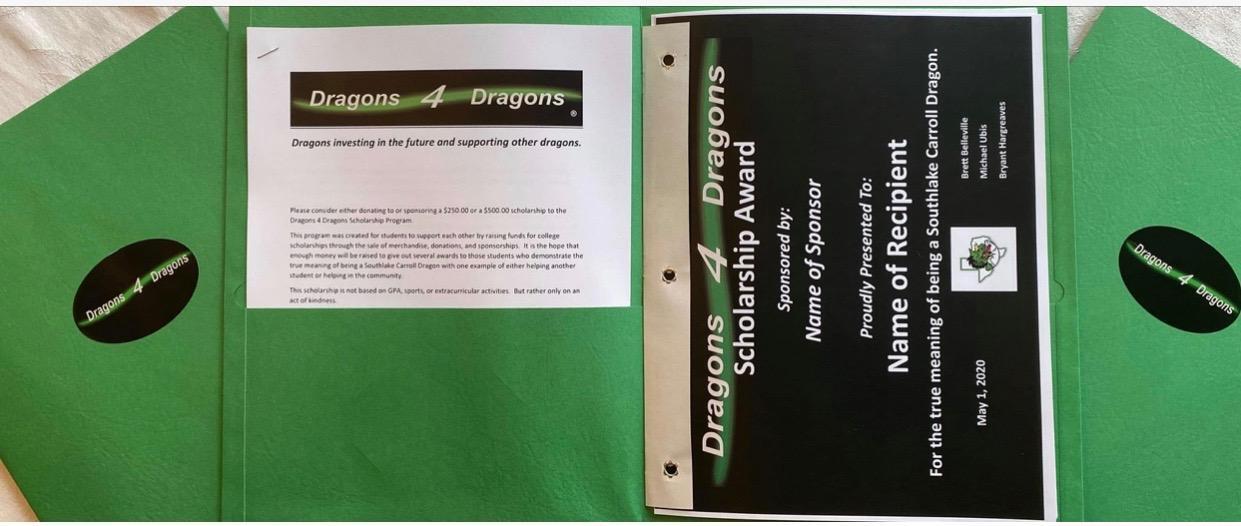 Dragons 4 Dragons
Dragons 4 Dragons
®
Dragons investing in the future and supporting other dragons.
Please consider either donating to or sponsoring a $250.00 or a $500.00 scholarship to the
Dragons 4 Dragons Scholarship Program.
This program was created for students to support each other by raising funds for college
scholarships through the sale of merchandise, donations, and sponsorships. It is the hope that
enough money will be raised to give out several awards to those students who demonstrate the
true meaning of being a Southlake Carroll Dragon with one example of either helping another
student or helping in the community.
This scholarship is not based on GPA, sports, or extracurricular activities. But rather only on an
act of kindness.
Dragons 4 Dragons
Scholarship Award
Sponsored by:
Name of Sponsor
Proudly Presented To:
Name of Recipient
For the true meaning of being a Southlake Carroll Dragon.
May 1, 2020
Brett Belleville
Michael Ubis
Bryant Hargreaves
Dragons 4 Dragons